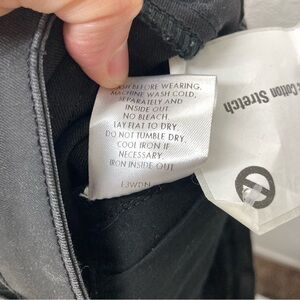 WASH BEFORE WEARING.
MACHINE WASH COLD,
SEPARATELY AND
INSIDE OUT.
NO BLEACH.
LAY FLAT TO DRY.
DO NOT TUMBLE DRY.
COOL IRON IF
NECESSARY.
IRON INSIDE OUT.
Cotton Stretch